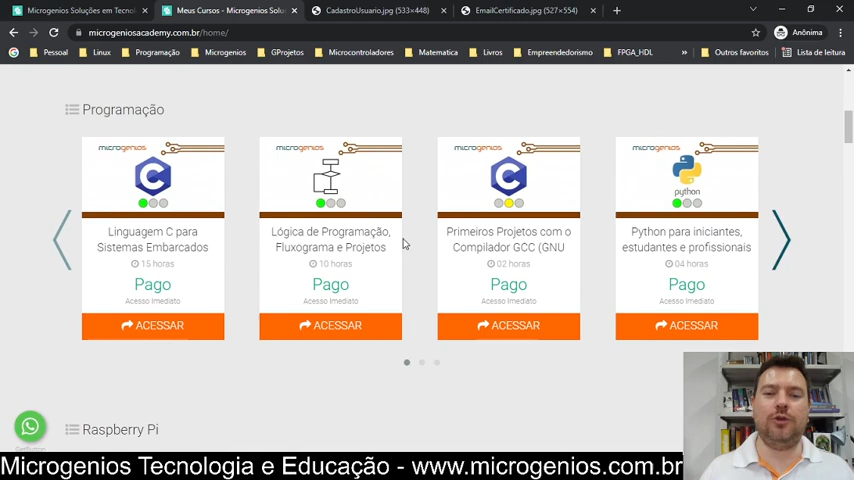 Microgenios Soluções em Tecnol
Meus Cursos - Microgenios Soluç
CadastroUsuario.jpg (533×448)
EmailCertificado.jpg (527×554)
microgeniosacademy.com.br/home/
Anônima
Pessoal
Linux
Programação
Microgenios
GProjetos
Microcontroladores
Matematica
Livros
Empreendedorismo
FPGA_HDL
»
Outros favoritos
Lista de leitura
Programação
microgenios
microgenios
microgenios
microgenios
C
C
python
Linguagem C para
Sistemas Embarcados
15 horas
Pago
Acesso Imediato
ACESSAR
Lógica de Programação,
Fluxograma e Projetos
10 horas
Pago
Acesso Imediato
ACESSAR
Primeiros Projetos com o
Compilador GCC (GNU
02 horas
Pago
Acesso Imediato
ACESSAR
Python para iniciantes,
estudantes e profissionais
04 horas
Pago
Acesso Imediato
ACESSAR
Raspberry Pi
Microgenios Tecnologia e Educação - www.microgenios.com.br